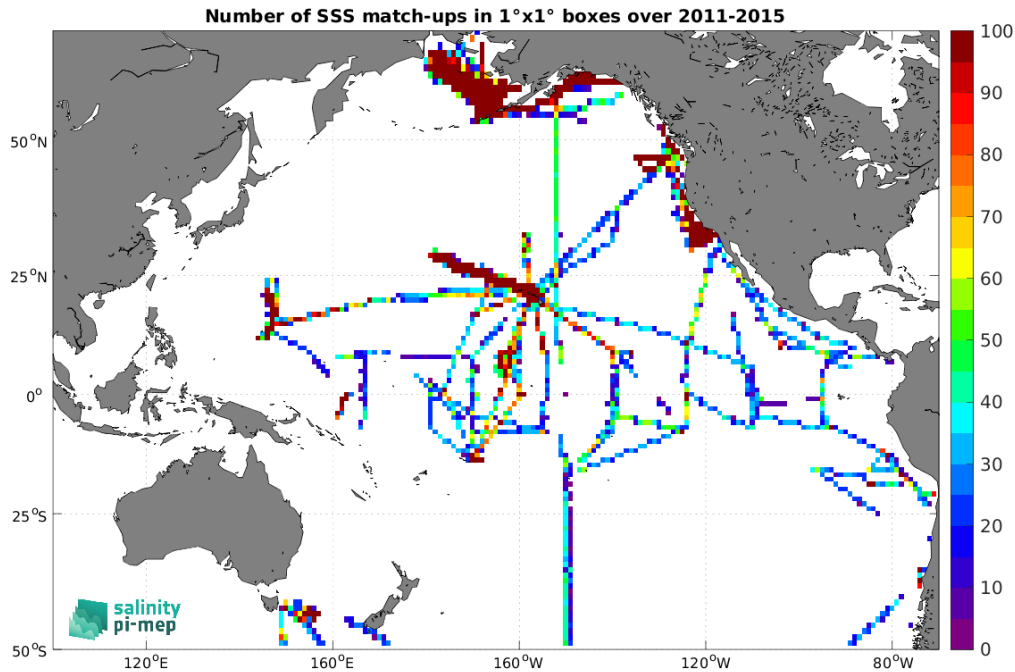 Number of SSS match-ups in 1°x1° boxes over 2011-2015
100
90
80
70
60
50
40
30
20
10
0
50°N
25°N
0°
25°S
50°S
120°E
160°E
160°W
120°W
80°W
salinity
pi-mep